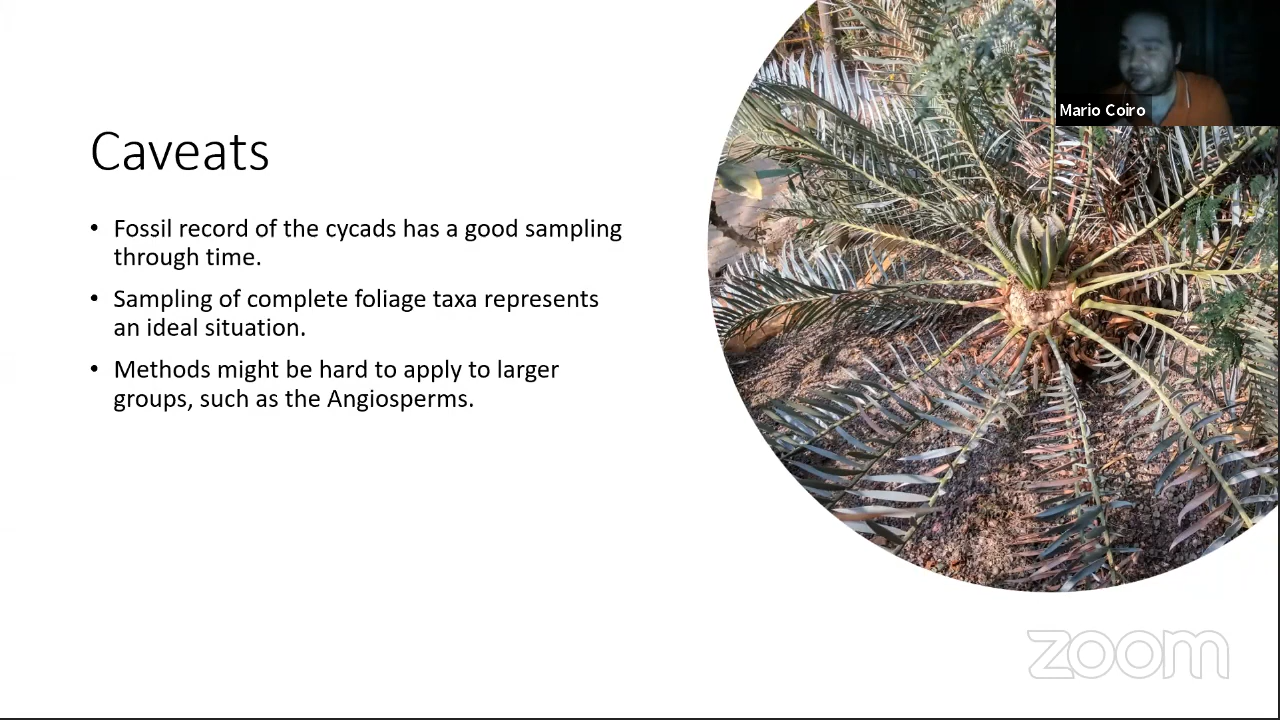 Mario Coiro
Caveats
• Fossil record of the cycads has a good sampling
through time.
• Sampling of complete foliage taxa represents
an ideal situation.
• Methods might be hard to apply to larger
groups, such as the Angiosperms.
zoom